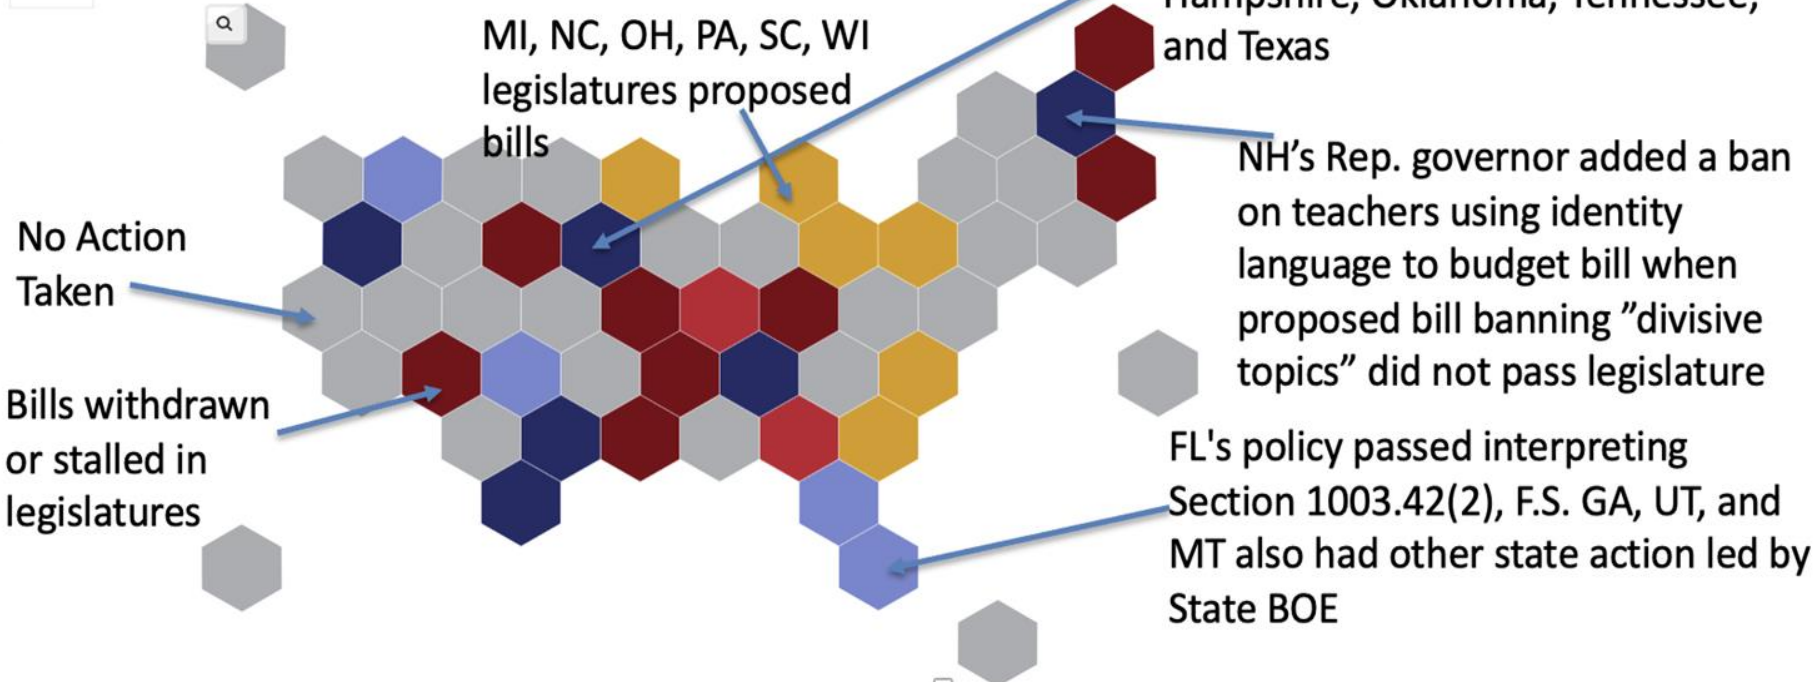 Hampshire, Oklahoma, Tennessee,
and Texas
MI, NC, OH, PA, SC, WI
legislatures proposed
bills
NH’s Rep. governor added a ban
on teachers using identity
language to budget bill when
proposed bill banning ”divisive
topics” did not pass legislature
No Action
Taken
Bills withdrawn
or stalled in
legislatures
FL's policy passed interpreting
Section 1003.42(2), F.S. GA, UT, and
MT also had other state action led by
State BOE